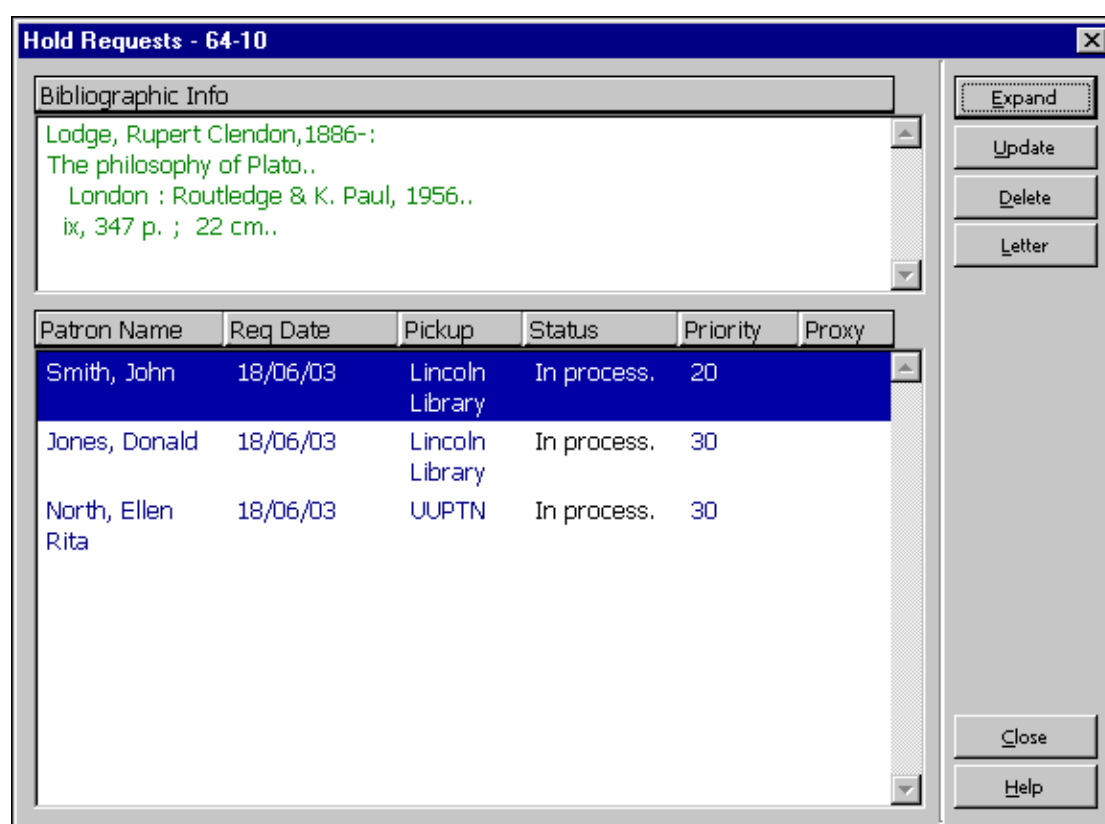 Hold Requests - 64-10
Bibliographic Info
Lodge, Rupert Clendon,1886-:
The philosophy of Plato..
London : Routledge & K. Paul, 1956..
ix, 347 p. ; 22 cm..
Expand
Update
Delete
Letter
Patron Name Req Date Pickup Status Priority Proxy
Smith, John 18/06/03 Lincoln In process. 20
Library
Jones, Donald 18/06/03 Lincoln In process. 30
Library
North, Ellen 18/06/03 UUPTN In process. 30
Rita
Close
Help